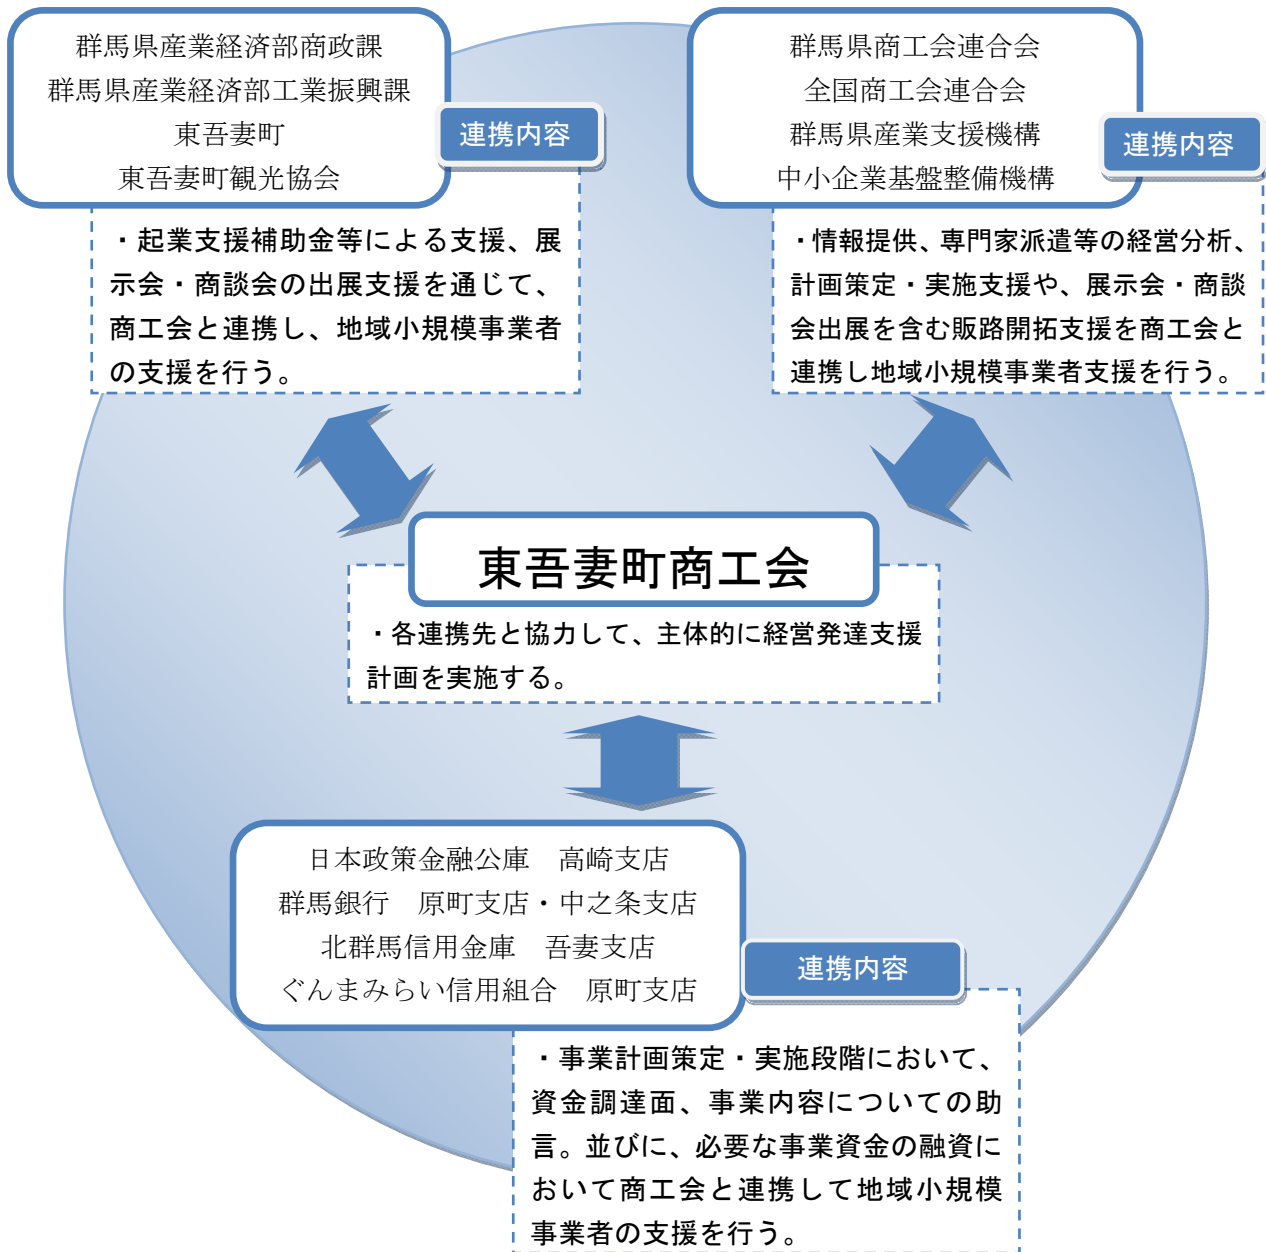 群馬県産業経済部商政課
群馬県産業経済部工業振興課
東吾妻町
東吾妻町観光協会
連携内容
・起業支援補助金等による支援、展
示会・商談会の出展支援を通じて、
商工会と連携し、地域小規模事業者
の支援を行う。
群馬県商工会連合会
全国商工会連合会
群馬県産業支援機構
中小企業基盤整備機構
連携内容
・情報提供、専門家派遣等の経営分析、
計画策定・実施支援や、展示会・商談
会出展を含む販路開拓支援を商工会と
連携し地域小規模事業者支援を行う。
東吾妻町商工会
・各連携先と協力して、主体的に経営発達支援
計画を実施する。
日本政策金融公庫　高崎支店
群馬銀行　原町支店・中之条支店
北群馬信用金庫　吾妻支店
ぐんまみらい信用組合　原町支店
連携内容
・事業計画策定・実施段階において、
資金調達面、事業内容についての助
言。並びに、必要な事業資金の融資に
おいて商工会と連携して地域小規模
事業者の支援を行う。